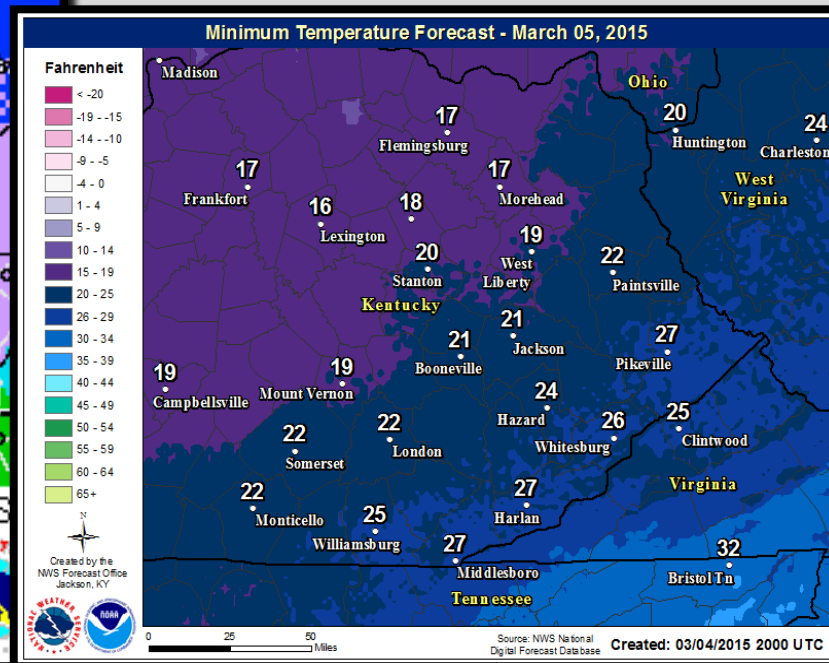 Minimum Temperature Forecast - March 05, 2015
Fahrenheit
< -20
-19 - -15
-14 - -10
-9 - -5
-4 - 0
1 - 4
5 - 9
10 - 14
15 - 19
20 - 25
26 - 29
30 - 34
35 - 39
40 - 44
45 - 49
50 - 54
55 - 59
60 - 64
65+
N
Created by the
NWS Forecast Office
Jackson, KY
NATIONAL WEATHER SERVICE
NOAA
Madison
Ohio
17
Flemingsburg
20
Huntington
24
Charleston
West
Virginia
17
Frankfort
17
Morehead
16
Lexington
18
19
West
Liberty
20
Stanton
22
Paintsville
Kentucky
21
Jackson
21
Booneville
27
Pikeville
19
Campbellsville
19
Mount Vernon
24
Hazard
25
Clintwood
26
Whitesburg
22
London
22
Somerset
Virginia
22
Monticello
27
Harlan
25
Williamsburg
27
Middlesboro
32
Bristol Tn
Tennessee
0 25 50
Miles
Source: NWS National
Digital Forecast Database
Created: 03/04/2015 2000 UTC